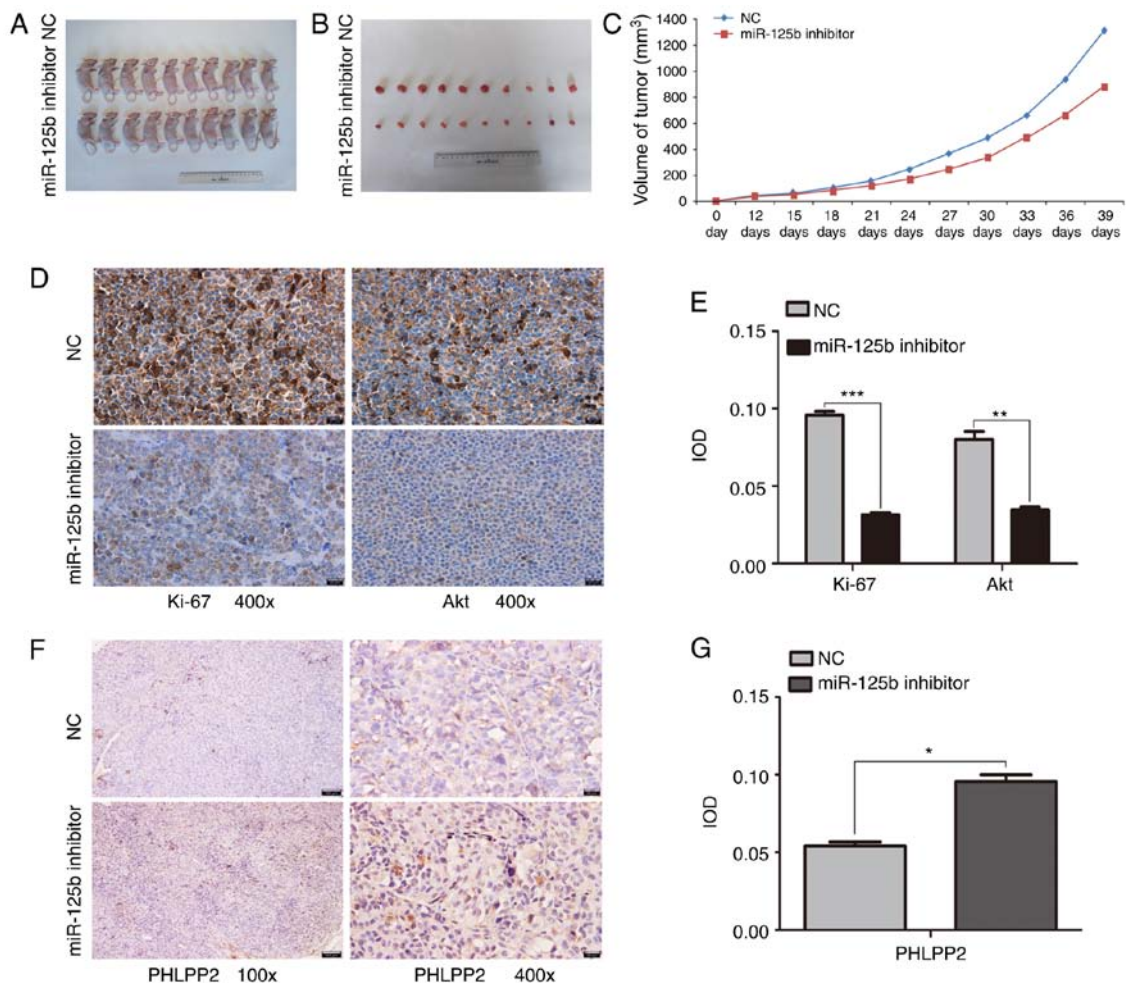 A
miR-125b inhibitor NC
B
miR-125b inhibitor NC
C
NC
miR-125b inhibitor
Volume of tumor (mm³)
1400
1200
1000
800
600
400
200
0
0 12 15 18 21 24 27 30 33 36 39
day days days days days days days days days days days
D
NC
miR-125b inhibitor
Ki-67 400x
Akt 400x
E
NC
miR-125b inhibitor
IOD
0.15
0.10
0.05
0.00
***
**
Ki-67
Akt
F
NC
miR-125b inhibitor
PHLPP2 100x
PHLPP2 400x
G
NC
miR-125b inhibitor
IOD
0.15
0.10
0.05
0.00
*
PHLPP2